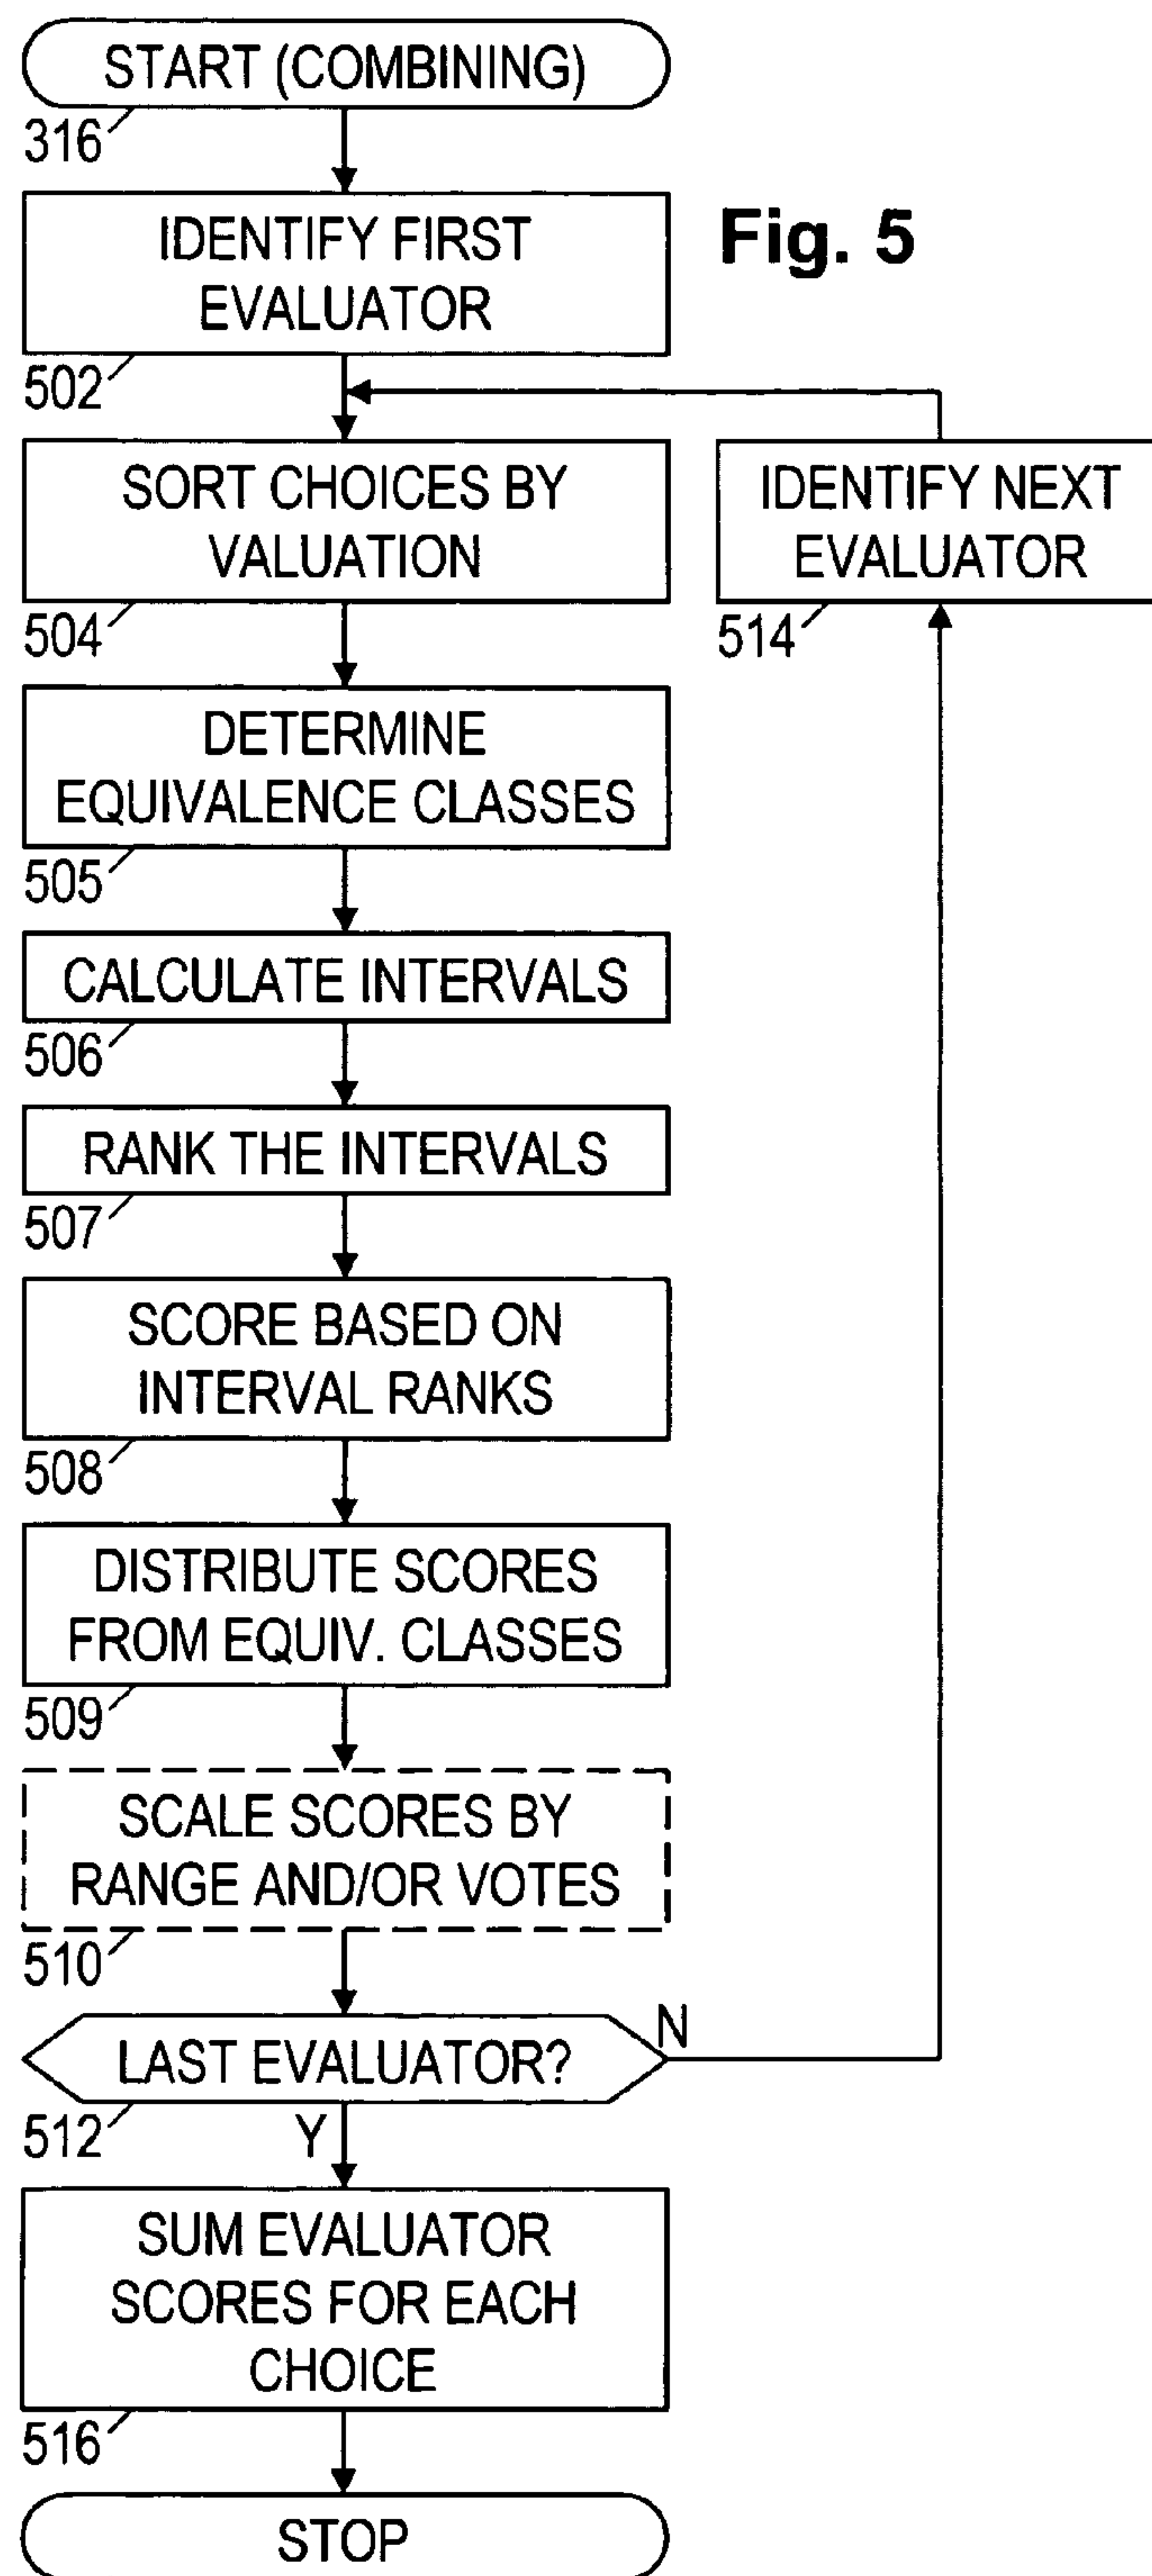 START (COMBINING)
316
IDENTIFY FIRST
EVALUATOR
502
Fig. 5
SORT CHOICES BY
VALUATION
504
IDENTIFY NEXT
EVALUATOR
514
DETERMINE
EQUIVALENCE CLASSES
505
CALCULATE INTERVALS
506
RANK THE INTERVALS
507
SCORE BASED ON
INTERVAL RANKS
508
DISTRIBUTE SCORES
FROM EQUIV. CLASSES
509
SCALE SCORES BY
RANGE AND/OR VOTES
510
LAST EVALUATOR?
N
512
Y
SUM EVALUATOR
SCORES FOR EACH
CHOICE
516
STOP